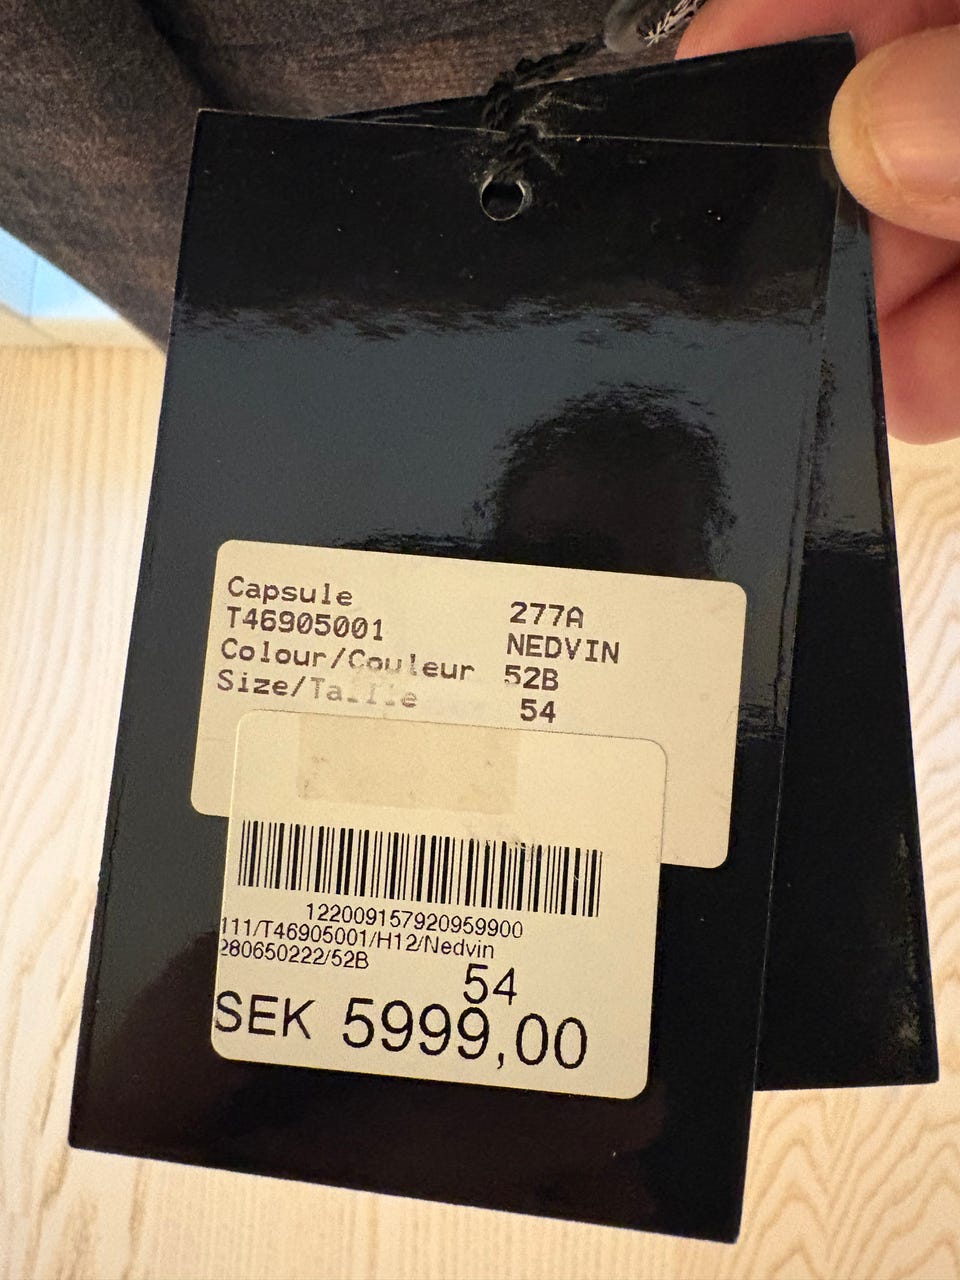 Capsule 277A
T46905001 NEDVIN
Colour/Couleur 52B
Size/Taille 54
122009157920959900
111/T46905001/H12/Nedvin
280650222/52B
54
SEK 5999,00